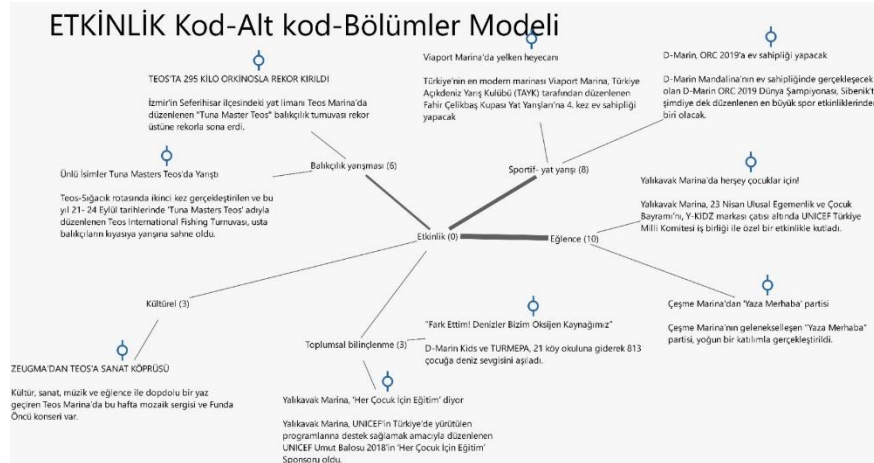 ETKİNLİK Kod-Alt kod-Bölümler Modeli
TEOS'TA 295 KİLO ORKİNOSLA REKOR KIRILDI
İzmir'in Seferihisar ilçesindeki yat limanı Teos Marina'da
düzenlenen "Tuna Master Teos" balıkçılık turnuvası rekor
üstüne rekorla sona erdi.
Viaport Marina'da yelken heyecanı
Türkiye'nin en modern marinası Viaport Marina, Türkiye
Açıkdeniz Yarış Kulübü (TAYK) tarafından düzenlenen
Fahir Çelikbaş Kupası Yat Yarışları'na 4. kez ev sahipliği
yapacak
D-Marin, ORC 2019'a ev sahipliği yapacak
D-Marin Mandalina'nın ev sahipliğinde gerçekleşecek
olan D-Marin ORC 2019 Dünya Şampiyonası, Sibenik't
şimdiye dek düzenlenen en büyük spor etkinliklerinden
biri olacak.
Balıkçılık yarışması (6)
Sportif- yat yarışı (8)
Ünlü İsimler Tuna Masters Teos'da Yarıştı
Teos-Sığacık rotasında ikinci kez gerçekleştirilen ve bu
yıl 21- 24 Eylül tarihlerinde 'Tuna Masters Teos' adıyla
düzenlenen Teos International Fishing Turnuvası, usta
balıkçıların kıyasıya yarışına sahne oldu.
Yalıkavak Marina'da herşey çocuklar için!
Yalıkavak Marina, 23 Nisan Ulusal Egemenlik ve Çocuk
Bayramı'nı, Y-KIDZ markası çatısı altında UNICEF Türkiye
Milli Komitesi iş birliği ile özel bir etkinlikle kutladı.
Etkinlik (0)
Eğlence (10)
Kültürel (3)
Toplumsal bilinçlenme (3)
"Fark Ettim! Denizler Bizim Oksijen Kaynağımız"
D-Marin Kids ve TURMEPA, 21 köy okuluna giderek 813
çocuğa deniz sevgisini aşıladı.
Çeşme Marina'dan 'Yaza Merhaba' partisi
Çeşme Marina'nın gelenekselleşen "Yaza Merhaba"
partisi, yoğun bir katılımla gerçekleştirildi.
ZEUGMA'DAN TEOS'A SANAT KÖPRÜSÜ
Kültür, sanat, müzik ve eğlence ile dopdolu bir yaz
geçiren Teos Marina'da bu hafta mozaik sergisi ve Funda
Öncü konseri var.
Yalıkavak Marina, 'Her Çocuk İçin Eğitim' diyor
Yalıkavak Marina, UNICEF'in Türkiye'de yürütülen
programlarına destek sağlamak amacıyla düzenlenen
UNICEF Umut Balosu 2018'in 'Her Çocuk İçin Eğitim'
Sponsoru oldu.